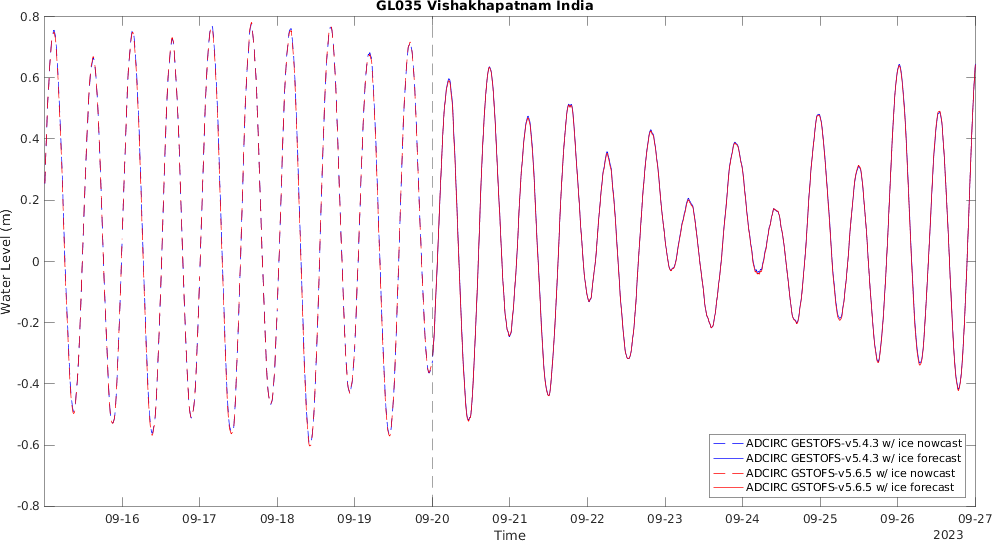 GL035 Vishakhapatnam India
0.8
0.6
0.4
0.2
0
-0.2
-0.4
-0.6
-0.8
Water Level (m)
ADCIRC GESTOFS-v5.4.3 w/ ice nowcast
ADCIRC GESTOFS-v5.4.3 w/ ice forecast
ADCIRC GSTOFS-v5.6.5 w/ ice nowcast
ADCIRC GSTOFS-v5.6.5 w/ ice forecast
09-16 09-17 09-18 09-19 09-20 09-21 09-22 09-23 09-24 09-25 09-26 09-27
Time
2023